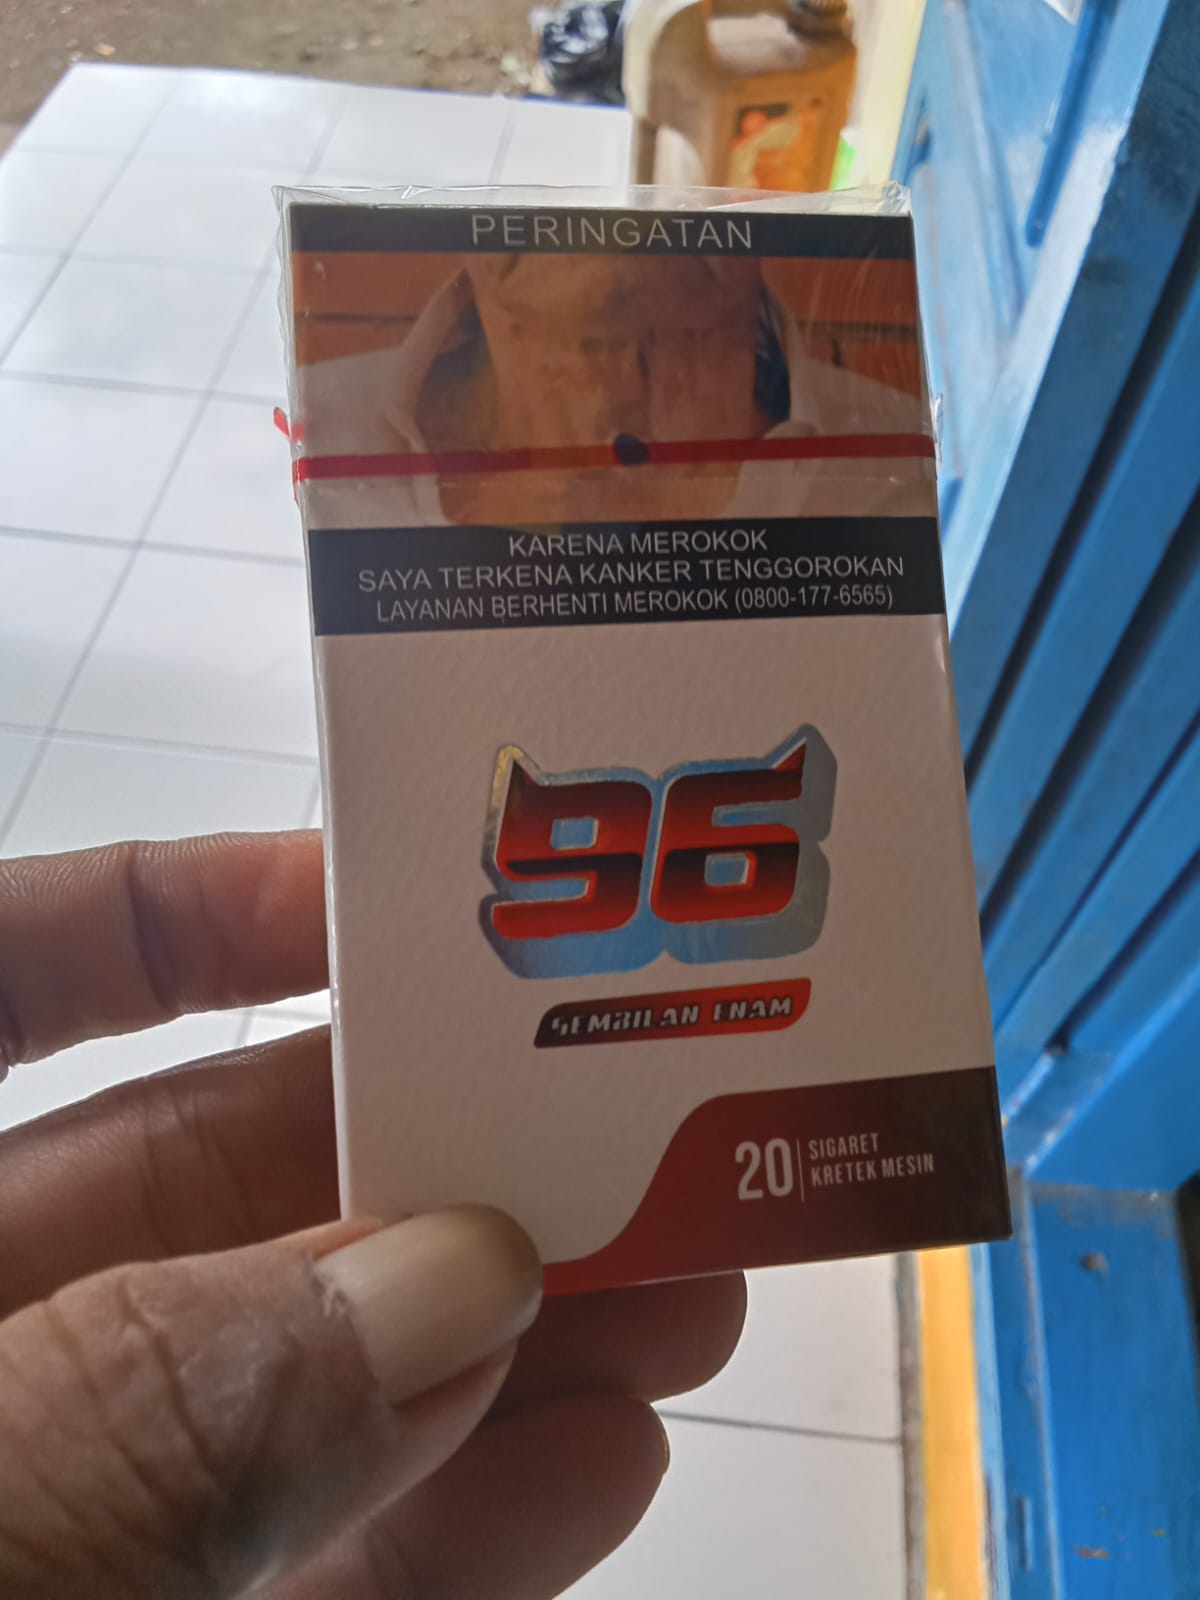 PERINGATAN
KARENA MEROKOK
SAYA TERKENA KANKER TENGGOROKAN
LAYANAN BERHENTI MEROKOK (0800-177-6565)
96
SEMBILAN ENAM
20 SIGARET
KRETEK MESIN